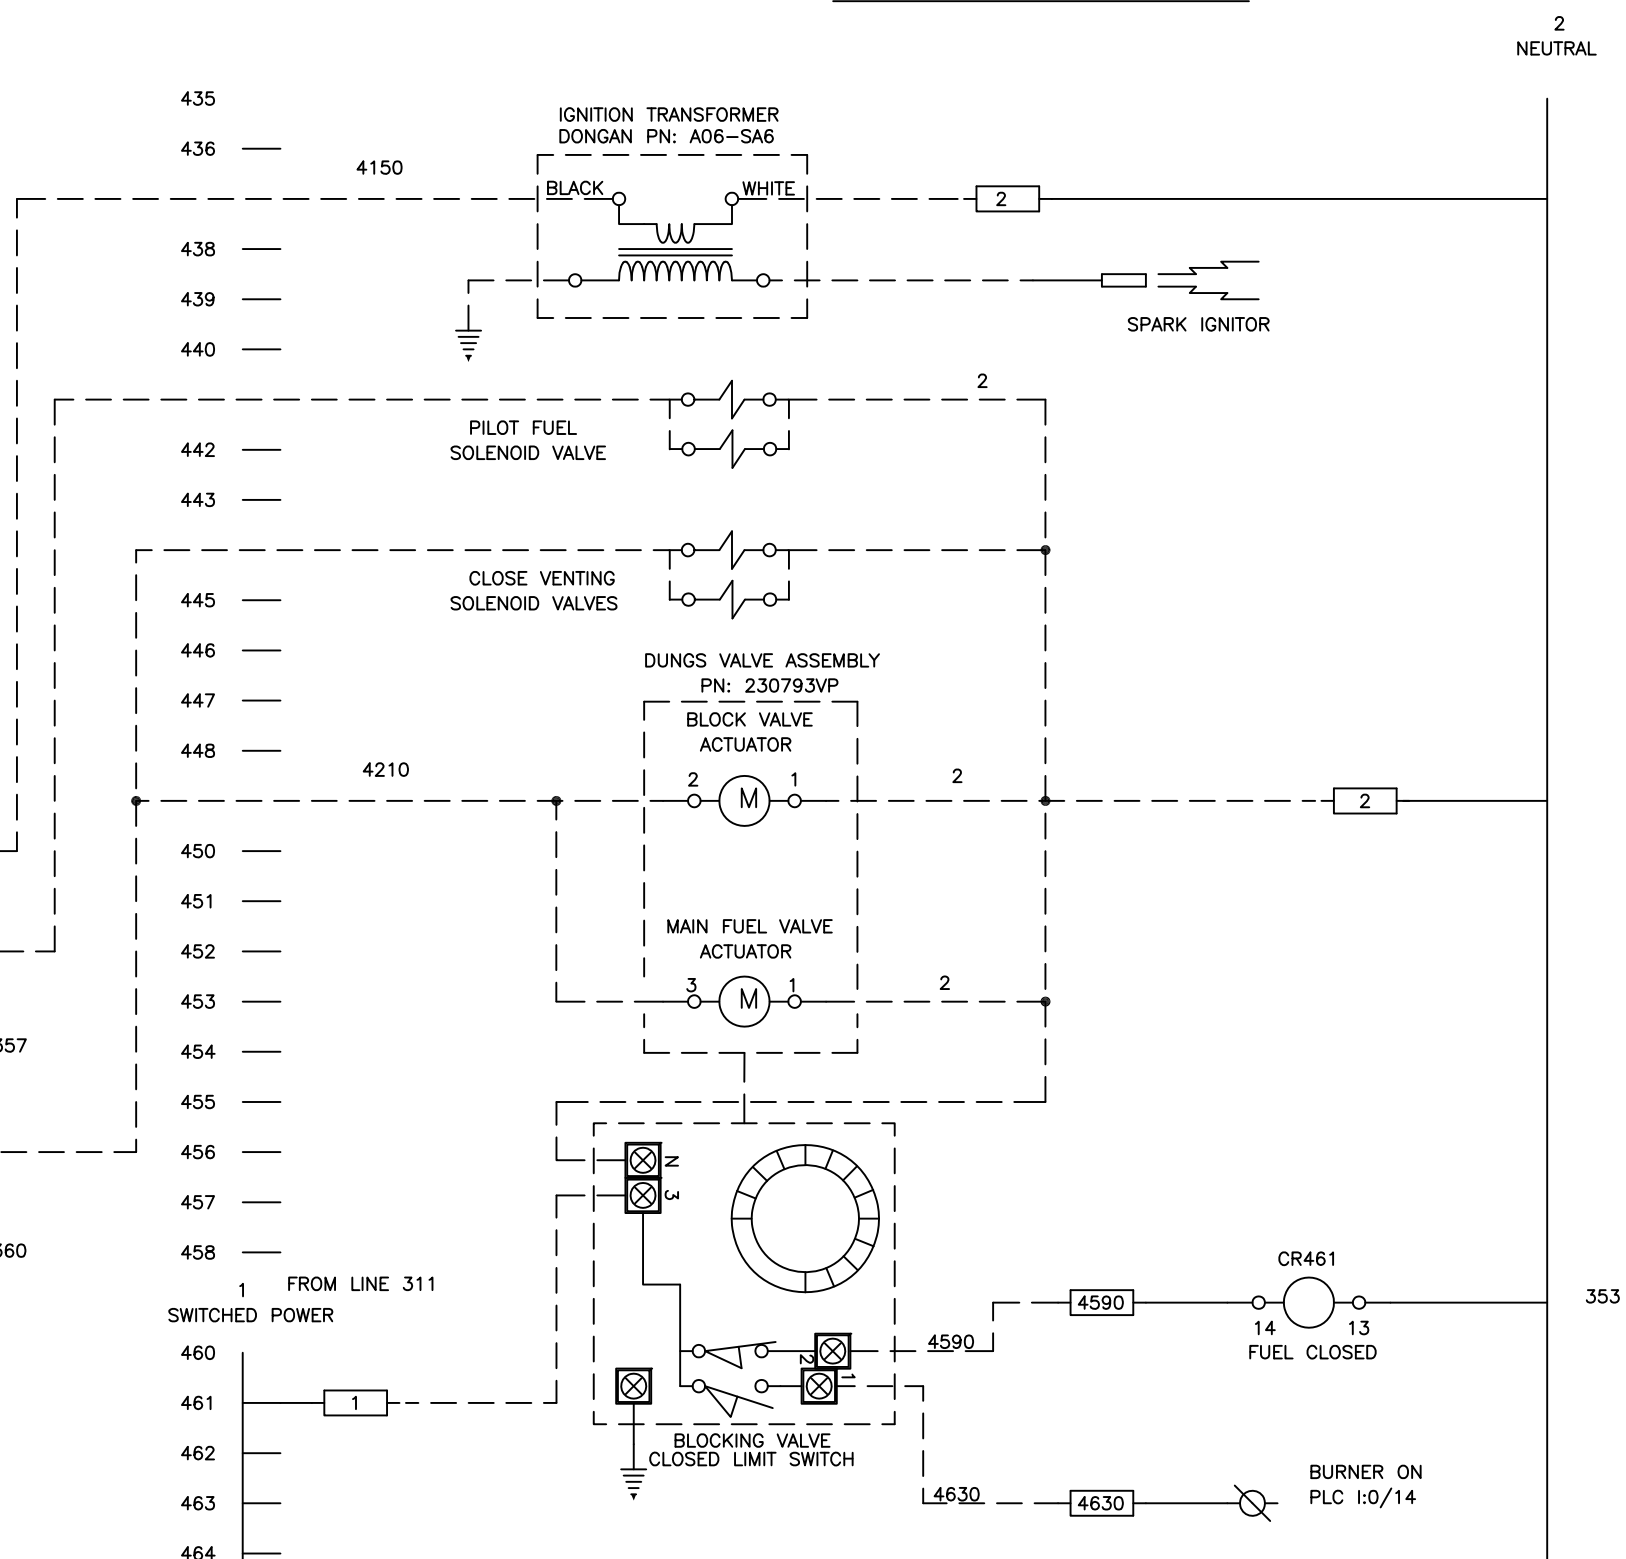 2
NEUTRAL
435
IGNITION TRANSFORMER
DONGAN PN: A06-SA6
436
4150
BLACK
WHITE
2
438
439
SPARK IGNITOR
440
2
PILOT FUEL
SOLENOID VALVE
442
443
CLOSE VENTING
SOLENOID VALVES
445
446
DUNGS VALVE ASSEMBLY
PN: 230793VP
447
BLOCK VALVE
ACTUATOR
448
4210
2
M
1
2
2
450
451
MAIN FUEL VALVE
ACTUATOR
452
453
3
M
1
2
357
454
455
456
N
3
457
360
458
CR461
1
FROM LINE 311
SWITCHED POWER
4590
353
14
13
FUEL CLOSED
460
4590
2
1
461
1
BLOCKING VALVE
CLOSED LIMIT SWITCH
462
BURNER ON
PLC I:0/14
463
4630
4630
464